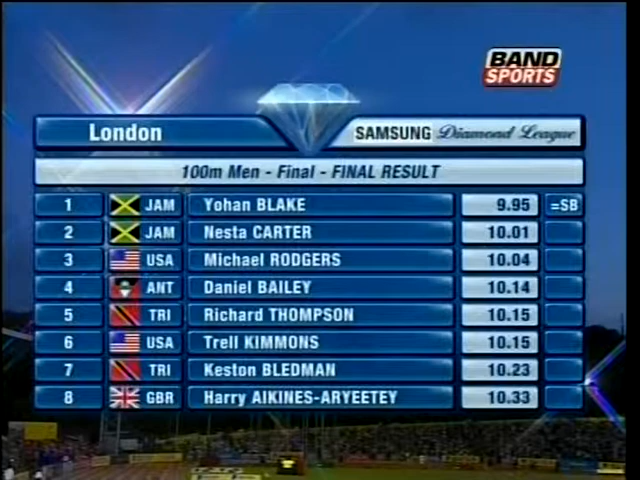 BAND
SPORTS
London
SAMSUNG Diamond League
100m Men - Final - FINAL RESULT
1 JAM Yohan BLAKE 9.95 =SB
2 JAM Nesta CARTER 10.01
3 USA Michael RODGERS 10.04
4 ANT Daniel BAILEY 10.14
5 TRI Richard THOMPSON 10.15
6 USA Trell KIMMONS 10.15
7 TRI Keston BLEDMAN 10.23
8 GBR Harry AIKINES-ARYEETEY 10.33